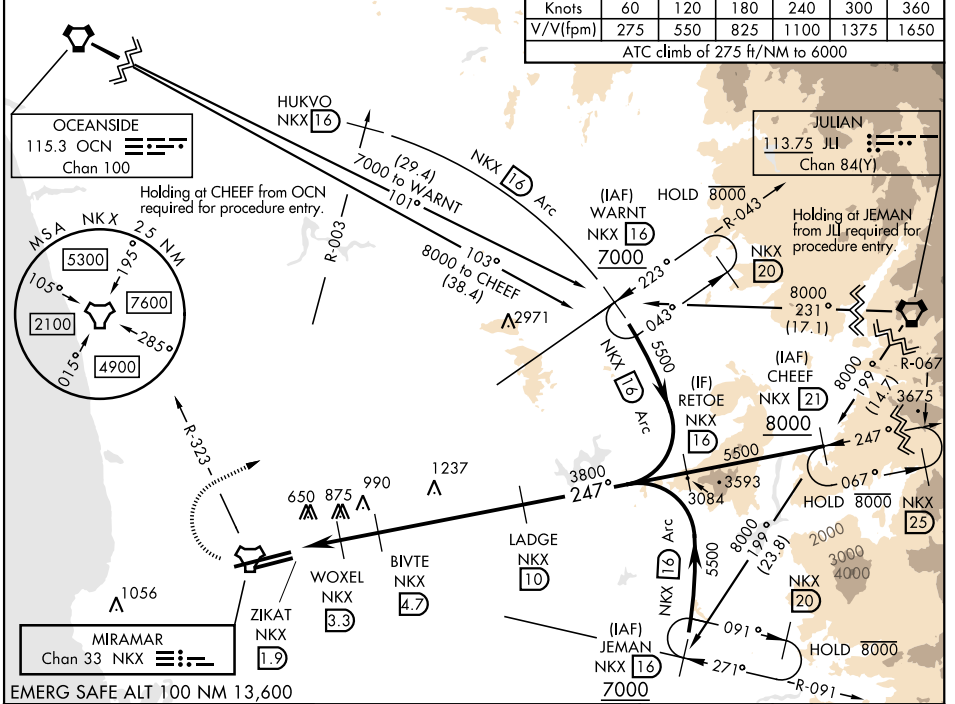 Knots 60 120 180 240 300 360
V/V(fpm) 275 550 825 1100 1375 1650
ATC climb of 275 ft/NM to 6000
OCEANSIDE
115.3 OCN
Chan 100
HUKVO
NKX 16
JULIAN
113.75 JLI
Chan 84(Y)
Holding at CHEEF from OCN
required for procedure entry.
(29.4)
7000 to WARNT
101°
103°
8000 to CHEEF
(38.4)
R-003
NKX 16 Arc
(IAF)
WARNT
NKX 16
7000
HOLD 8000
R-043
Holding at JEMAN
from JLI required for
procedure entry.
NKX
20
223°
043°
MSA NKX 25 NM
5300
195°
105°
7600
2100
285°
015°
4900
2971
8000
231°
(17.1)
5500
NKX 16 Arc
(IAF)
CHEEF
NKX 21
8000
8000
199°
(14.7)
R-067
3675
(IF)
RETOE
NKX
16
5500
247°
067°
HOLD 8000
NKX
25
3593
3084
R-323
650
875
990
1237
3800
247°
LADGE
NKX
10
BIVTE
NKX
4.7
WOXEL
NKX
3.3
ZIKAT
NKX
1.9
8000
199°
(23.8)
2000
3000
4000
NKX 16 Arc
5500
NKX
20
091°
HOLD 8000
271°
R-091
(IAF)
JEMAN
NKX 16
7000
1056
MIRAMAR
Chan 33 NKX
EMERG SAFE ALT 100 NM 13,600